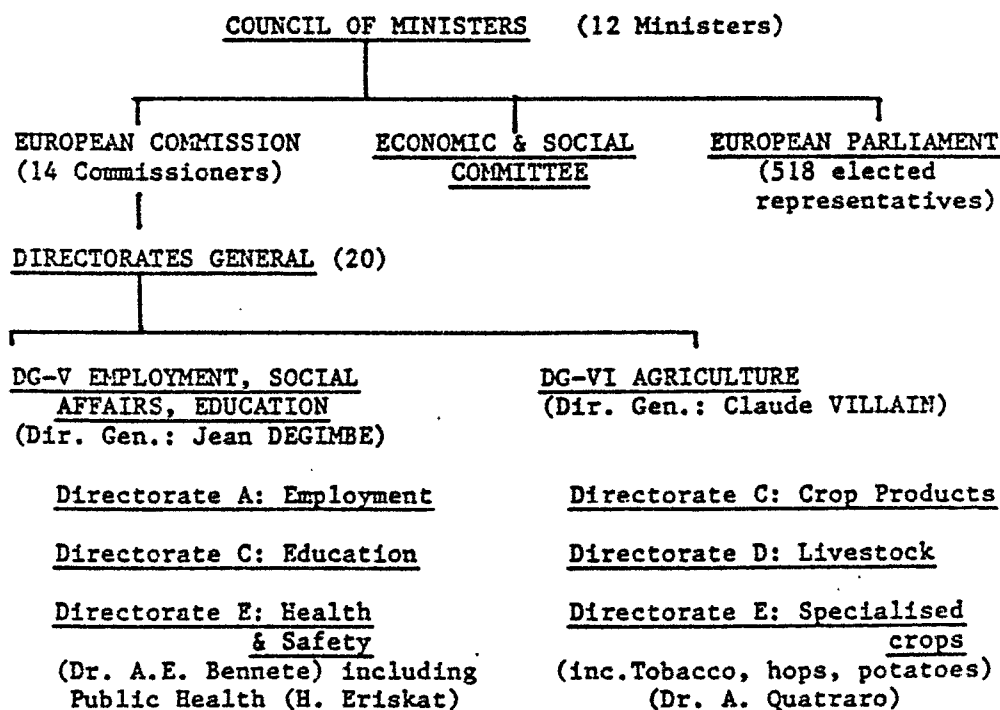 COUNCIL OF MINISTERS (12 Ministers)
EUROPEAN COMMISSION
(14 Commissioners)
ECONOMIC & SOCIAL
COMMITTEE
EUROPEAN PARLIAMENT
(518 elected
representatives)
DIRECTORATES GENERAL (20)
DG-V EMPLOYMENT, SOCIAL
AFFAIRS, EDUCATION
(Dir. Gen.: Jean DEGIMBE)
DG-VI AGRICULTURE
(Dir. Gen.: Claude VILLAIN)
Directorate A: Employment
Directorate C: Education
Directorate E: Health
& Safety
(Dr. A.E. Bennete) including
Public Health (H. Eriskat)
Directorate C: Crop Products
Directorate D: Livestock
Directorate E: Specialised
crops
(inc.Tobacco, hops, potatoes)
(Dr. A. Quatraro)